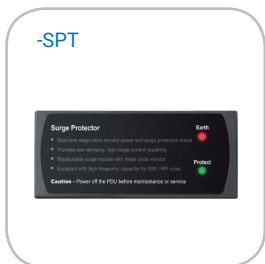 -SPT
Surge Protector
Earth
Real-time diagnostics monitor power and surge protection status
Provides low-clamping, high surge current capability
Replaceable surge module with metal oxide varistor
Protect
Equipped with high frequency capacitor for EMI / RFI noise
Caution - Power off the PDU before maintainance or service